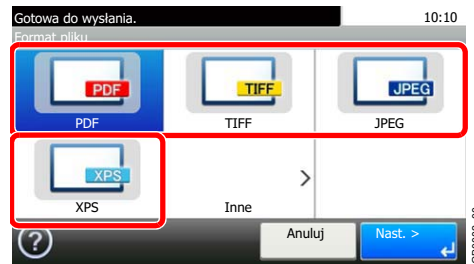 Gotowa do wysłania. 10:10
Format pliku
PDF TIFF JPEG
PDF TIFF JPEG
XPS
XPS Inne
? Anuluj Nast. >